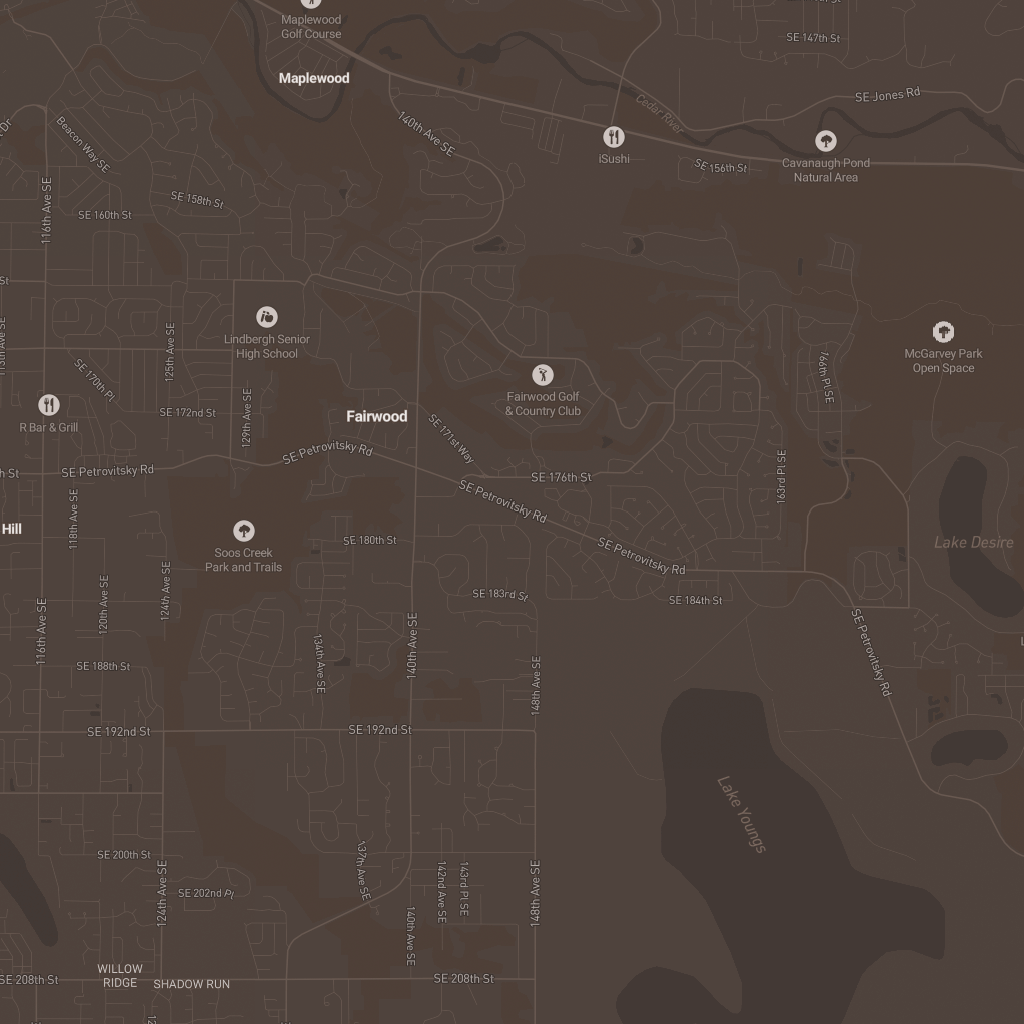 Maplewood
Golf Course
SE 147th St
Maplewood
SE Jones Rd
Cedar River
Beacon Way SE
140th Ave SE
iSushi
Cavanaugh Pond
Natural Area
SE 156th St
116th Ave SE
SE 158th St
SE 160th St
Lindbergh Senior
High School
125th Ave SE
McGarvey Park
Open Space
SE 170th Pl
166th Pl SE
Fairwood Golf
& Country Club
R Bar & Grill
SE 172nd St
129th Ave SE
Fairwood
SE 171st Way
SE Petrovitsky Rd
SE Petrovitsky Rd
SE 176th St
163rd Pl SE
SE Petrovitsky Rd
118th Ave SE
Hill
Soos Creek
Park and Trails
SE 180th St
SE Petrovitsky Rd
Lake Desire
120th Ave SE
124th Ave SE
SE 183rd St
SE 184th St
116th Ave SE
SE Petrovitsky Rd
134th Ave SE
140th Ave SE
SE 188th St
148th Ave SE
SE 192nd St
SE 192nd St
Lake Youngs
SE 200th St
137th Ave SE
124th Ave SE
SE 202nd Pl
142nd Ave SE
143rd Pl SE
148th Ave SE
140th Ave SE
WILLOW
RIDGE
SHADOW RUN
SE 208th St
SE 208th St